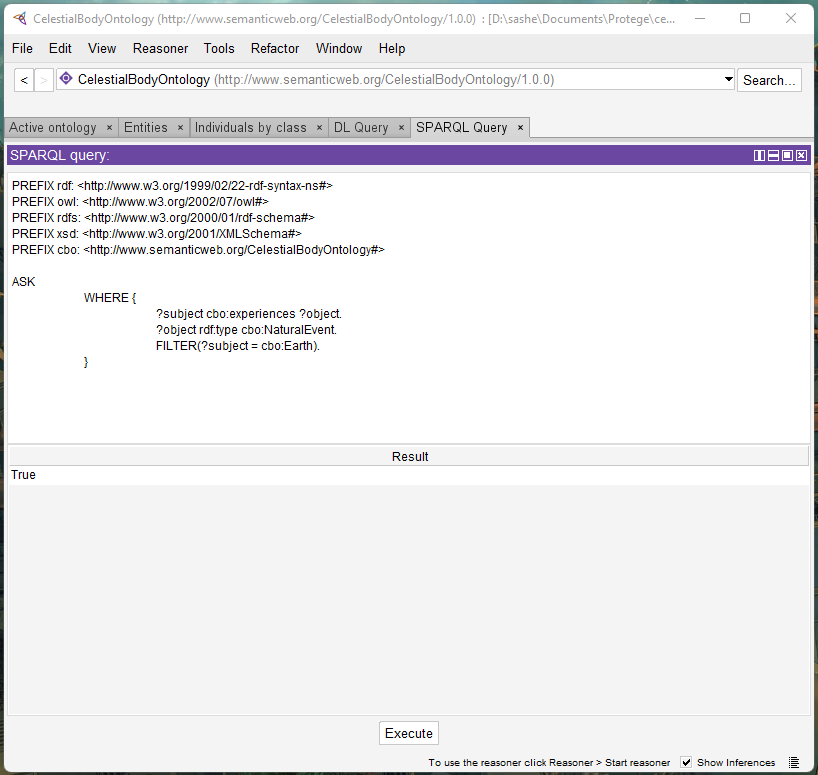 CelestialBodyOntology (http://www.semanticweb.org/CelestialBodyOntology/1.0.0)  : [D:\sashe\Documents\Protege\ce...
File Edit View Reasoner Tools Refactor Window Help
< > CelestialBodyOntology (http://www.semanticweb.org/CelestialBodyOntology/1.0.0) Search...
Active ontology × Entities × Individuals by class × DL Query × SPARQL Query ×
SPARQL query:
PREFIX rdf: <http://www.w3.org/1999/02/22-rdf-syntax-ns#>
PREFIX owl: <http://www.w3.org/2002/07/owl#>
PREFIX rdfs: <http://www.w3.org/2000/01/rdf-schema#>
PREFIX xsd: <http://www.w3.org/2001/XMLSchema#>
PREFIX cbo: <http://www.semanticweb.org/CelestialBodyOntology#>
ASK
WHERE {
?subject cbo:experiences ?object.
?object rdf:type cbo:NaturalEvent.
FILTER(?subject = cbo:Earth).
}
Result
True
Execute
To use the reasoner click Reasoner > Start reasoner Show Inferences